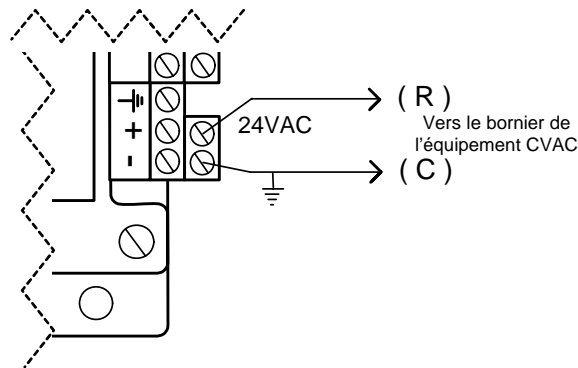 +
-
24VAC
( R )
Vers le bornier de
l'équipement CVAC
( C )